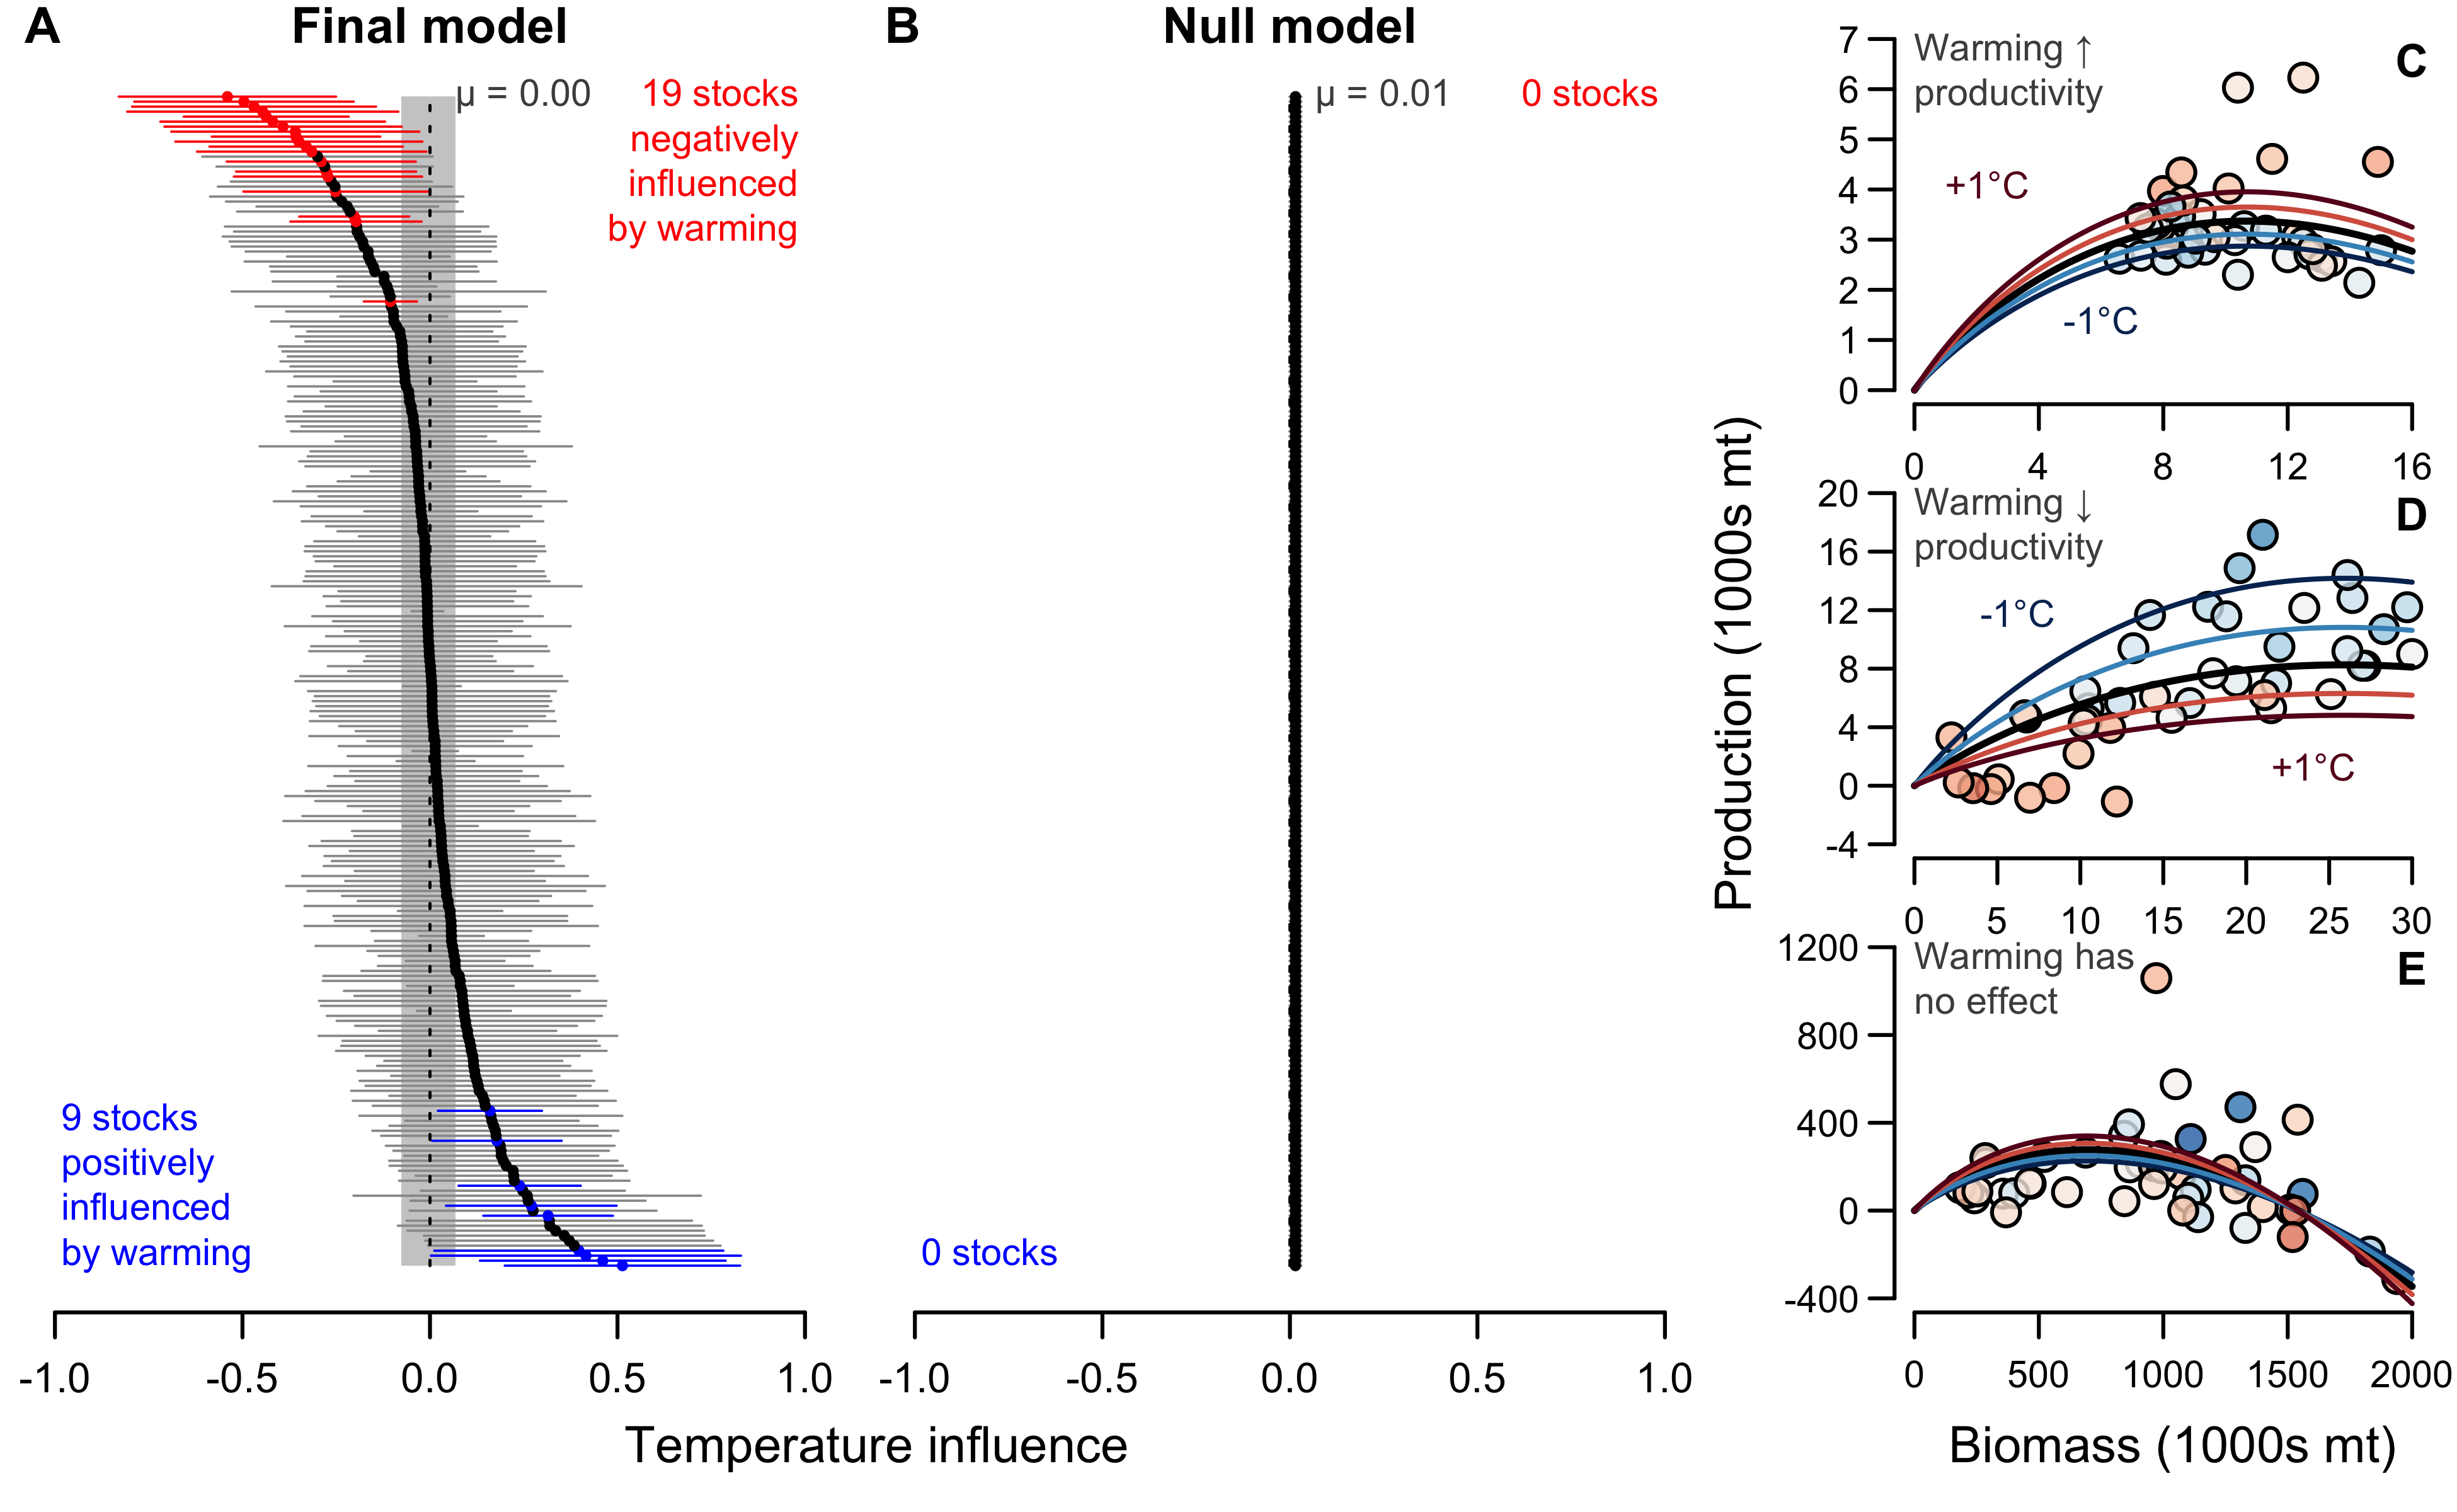 A
Final model
μ = 0.00
19 stocks
negatively
influenced
by warming
9 stocks
positively
influenced
by warming
-1.0
-0.5
0.0
0.5
1.0
B
Null model
μ = 0.01
0 stocks
0 stocks
-1.0
-0.5
0.0
0.5
1.0
Temperature influence
Production (1000s mt)
C
Warming ↑
productivity
+1°C
-1°C
7
6
5
4
3
2
1
0
0
4
8
12
16
D
Warming ↓
productivity
-1°C
+1°C
20
16
12
8
4
0
-4
0
5
10
15
20
25
30
E
Warming has
no effect
1200
800
400
0
-400
0
500
1000
1500
2000
Biomass (1000s mt)